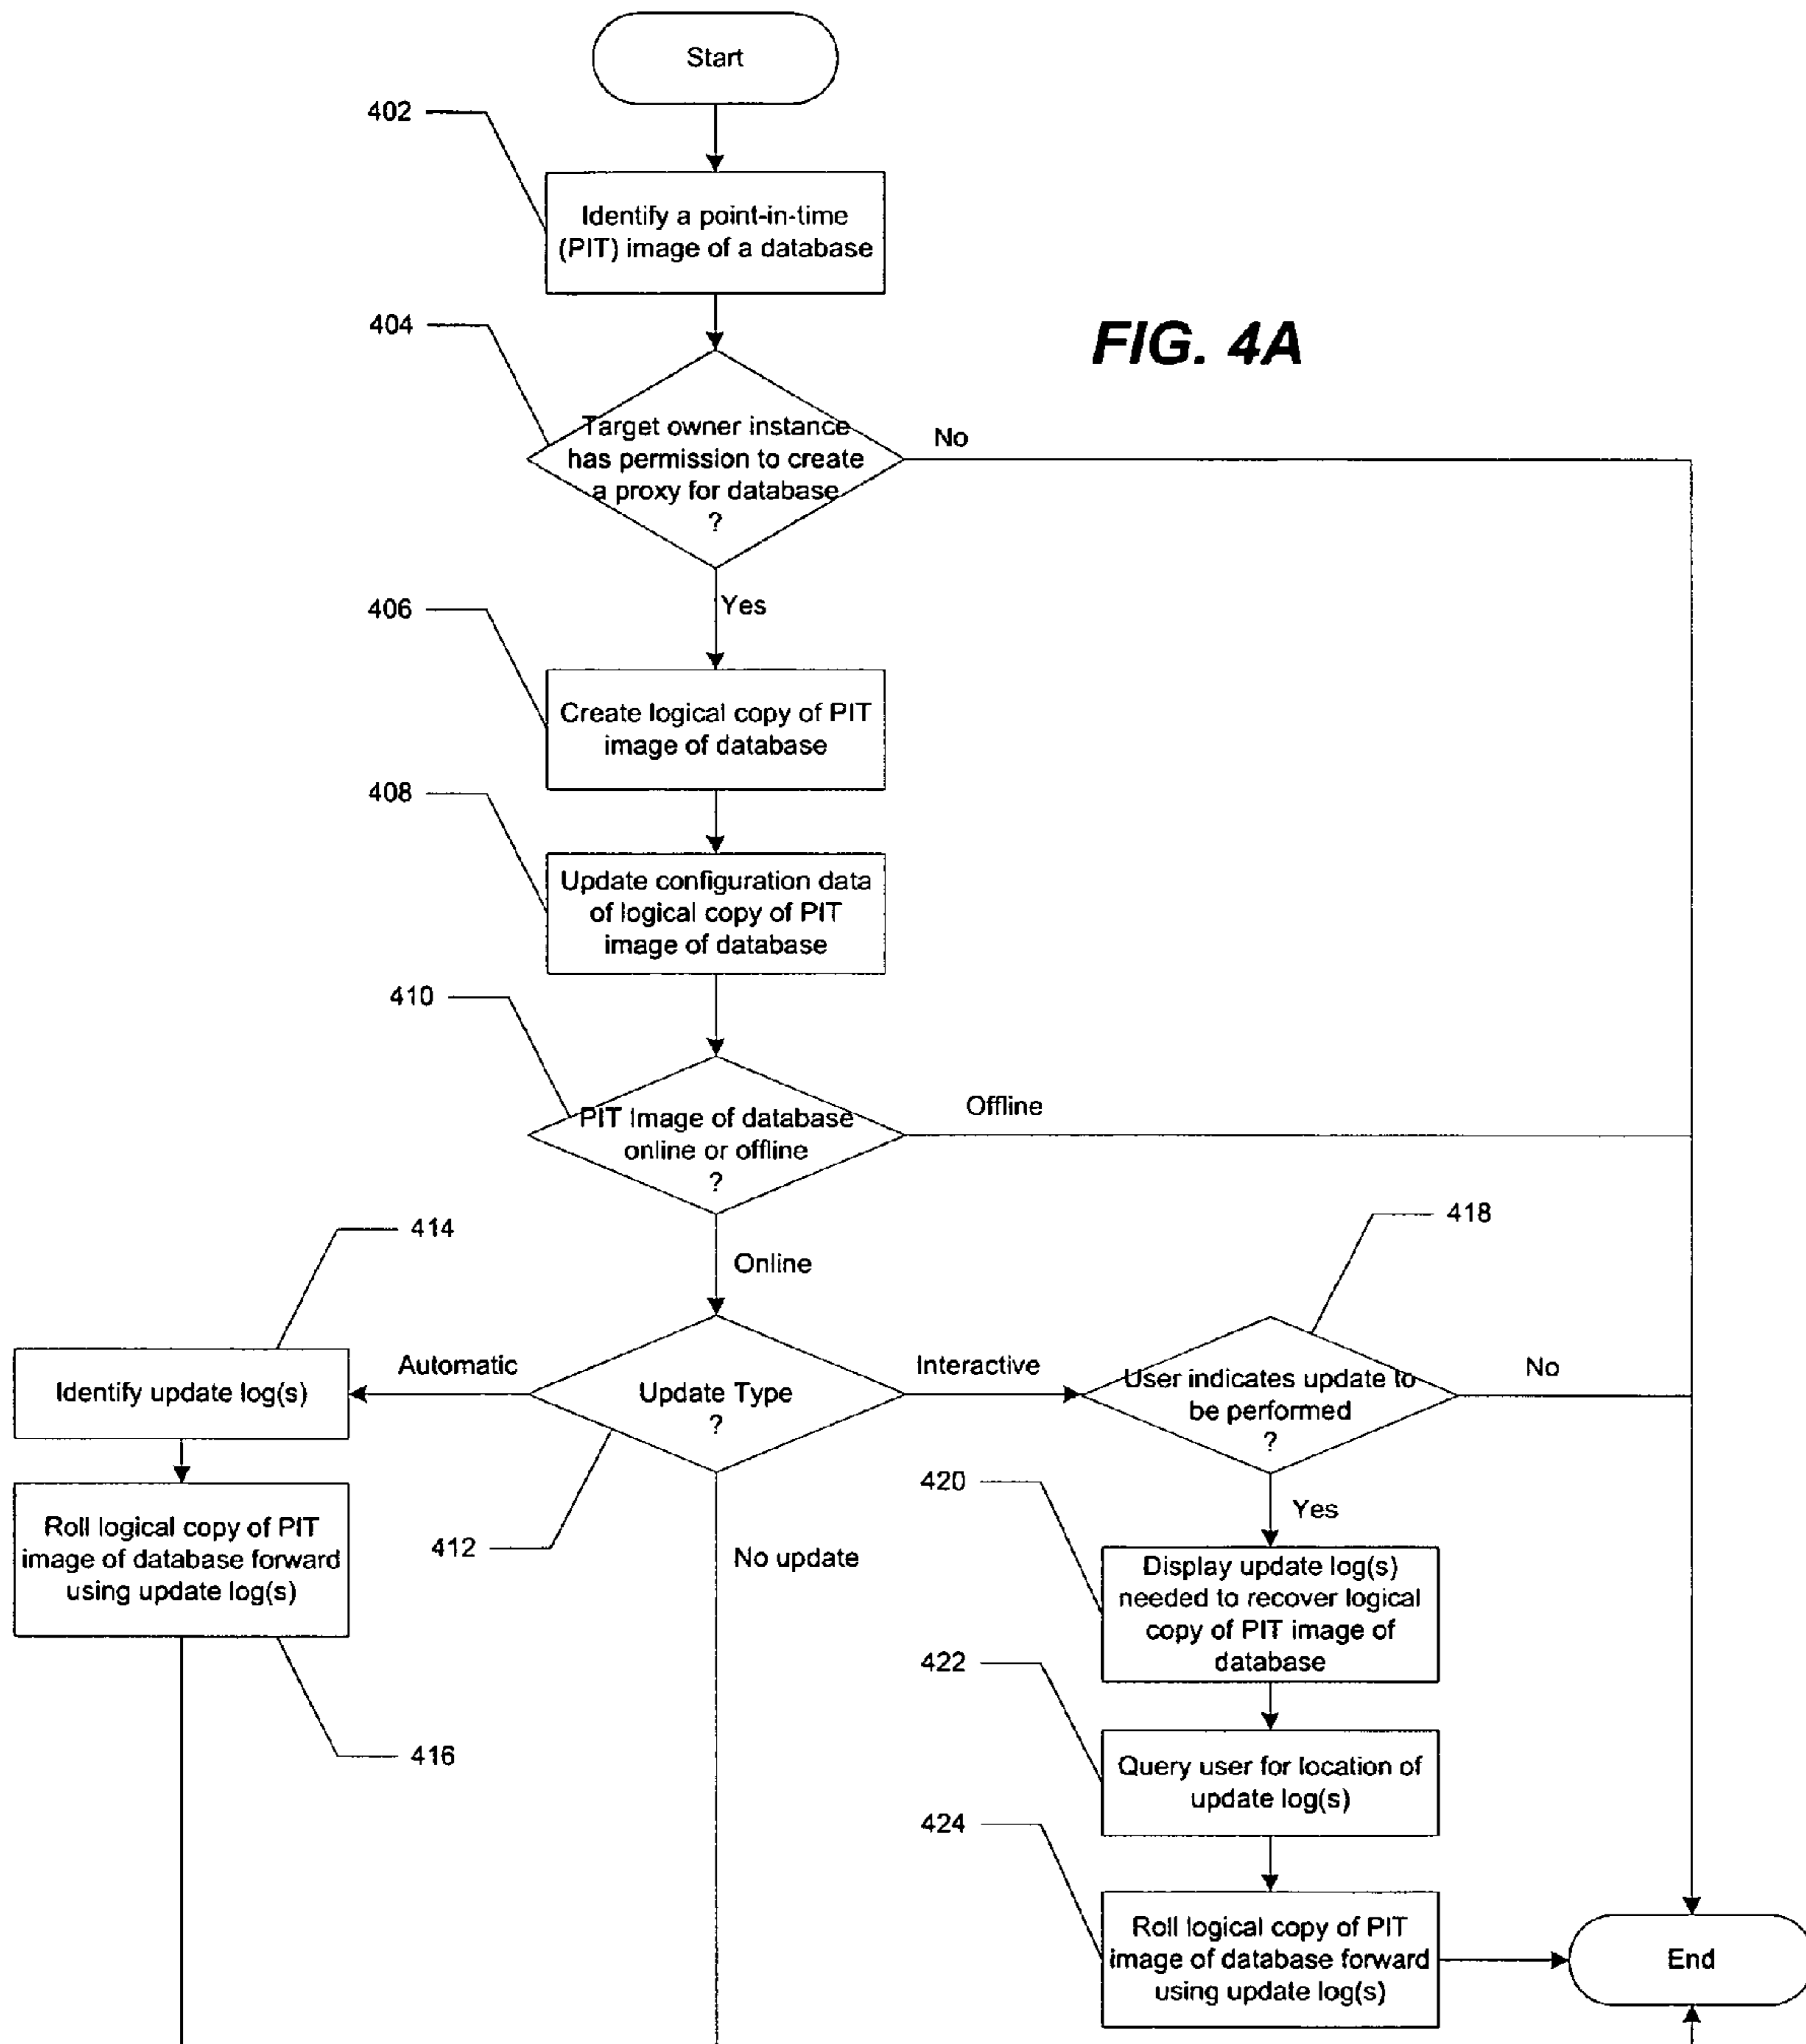 Start
402
Identify a point-in-time
(PIT) image of a database
FIG. 4A
404
Target owner instance
has permission to create
a proxy for database
?
No
Yes
406
Create logical copy of PIT
image of database
408
Update configuration data
of logical copy of PIT
image of database
410
PIT Image of database
online or offline
?
Offline
Online
414
Identify update log(s)
Automatic
Update Type
?
Interactive
418
User indicates update to
be performed
?
No
412
No update
Roll logical copy of PIT
image of database forward
using update log(s)
416
Yes
420
Display update log(s)
needed to recover logical
copy of PIT image of
database
422
Query user for location of
update log(s)
424
Roll logical copy of PIT
image of database forward
using update log(s)
End